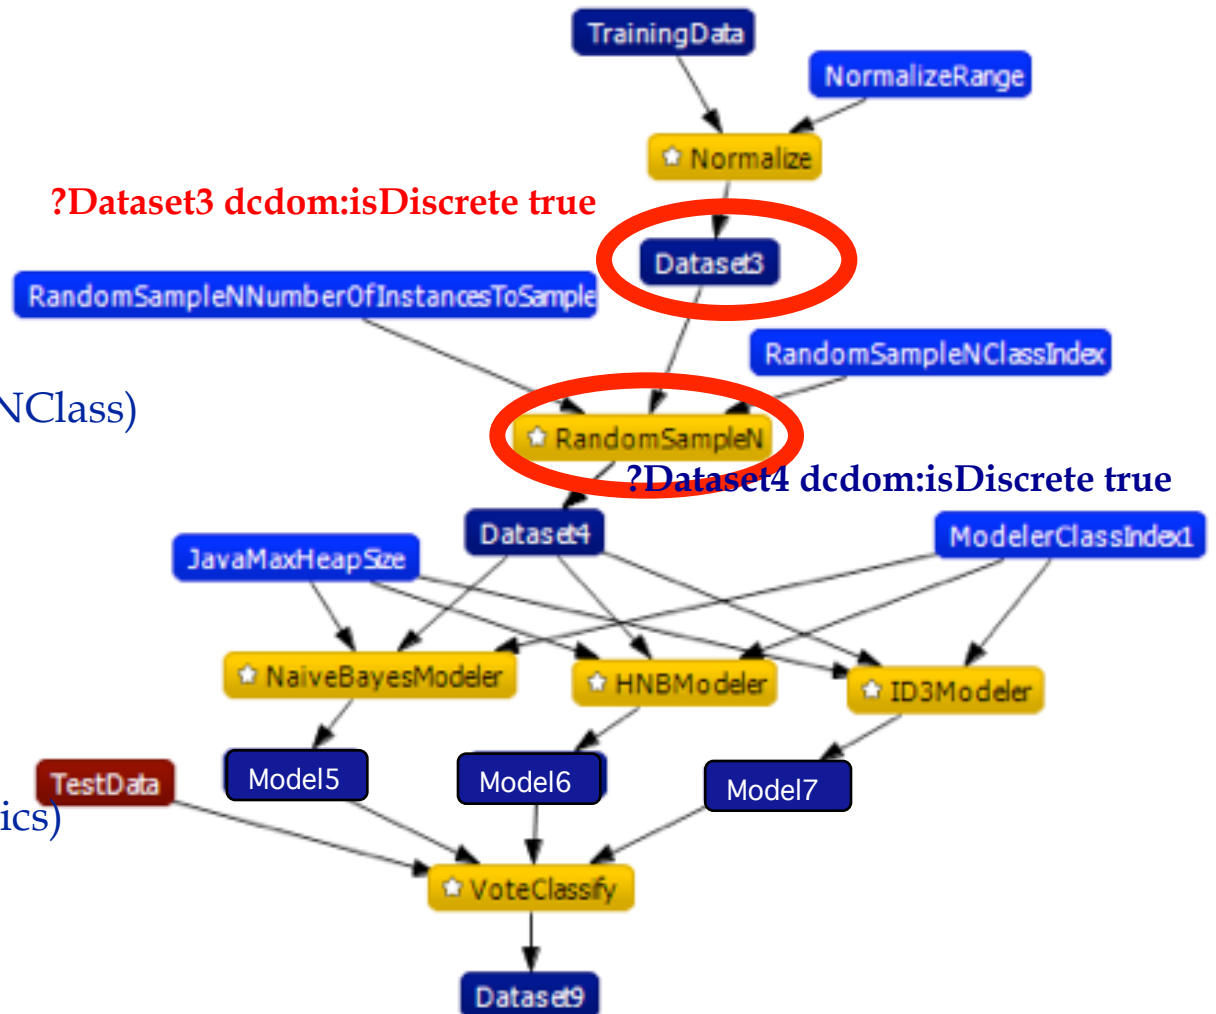 TrainingData
NormalizeRange
Normalize
?Dataset3 dcdom:isDiscrete true
Dataset3
RandomSampleNNumberOfInstancesToSample
RandomSampleNClassIndex
NClass)
RandomSampleN
?Dataset4 dcdom:isDiscrete true
Dataset4
ModelerClassIndex1
JavaMaxHeapSize
NaiveBayesModeler
HNBModeler
ID3Modeler
TestData
Model5
Model6
Model7
ics)
VoteClassify
Dataset9